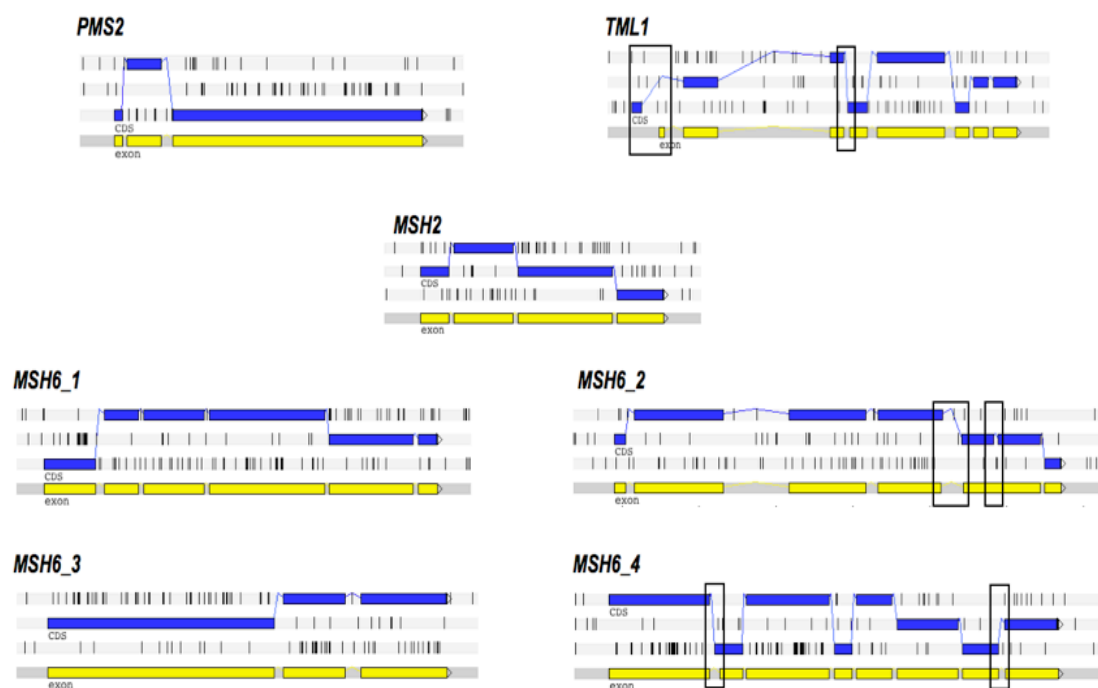 PMS2
TML1
CDS
exon
CDS
exon
MSH2
CDS
exon
MSH6_1
MSH6_2
CDS
exon
CDS
exon
MSH6_3
MSH6_4
CDS
exon
CDS
exon